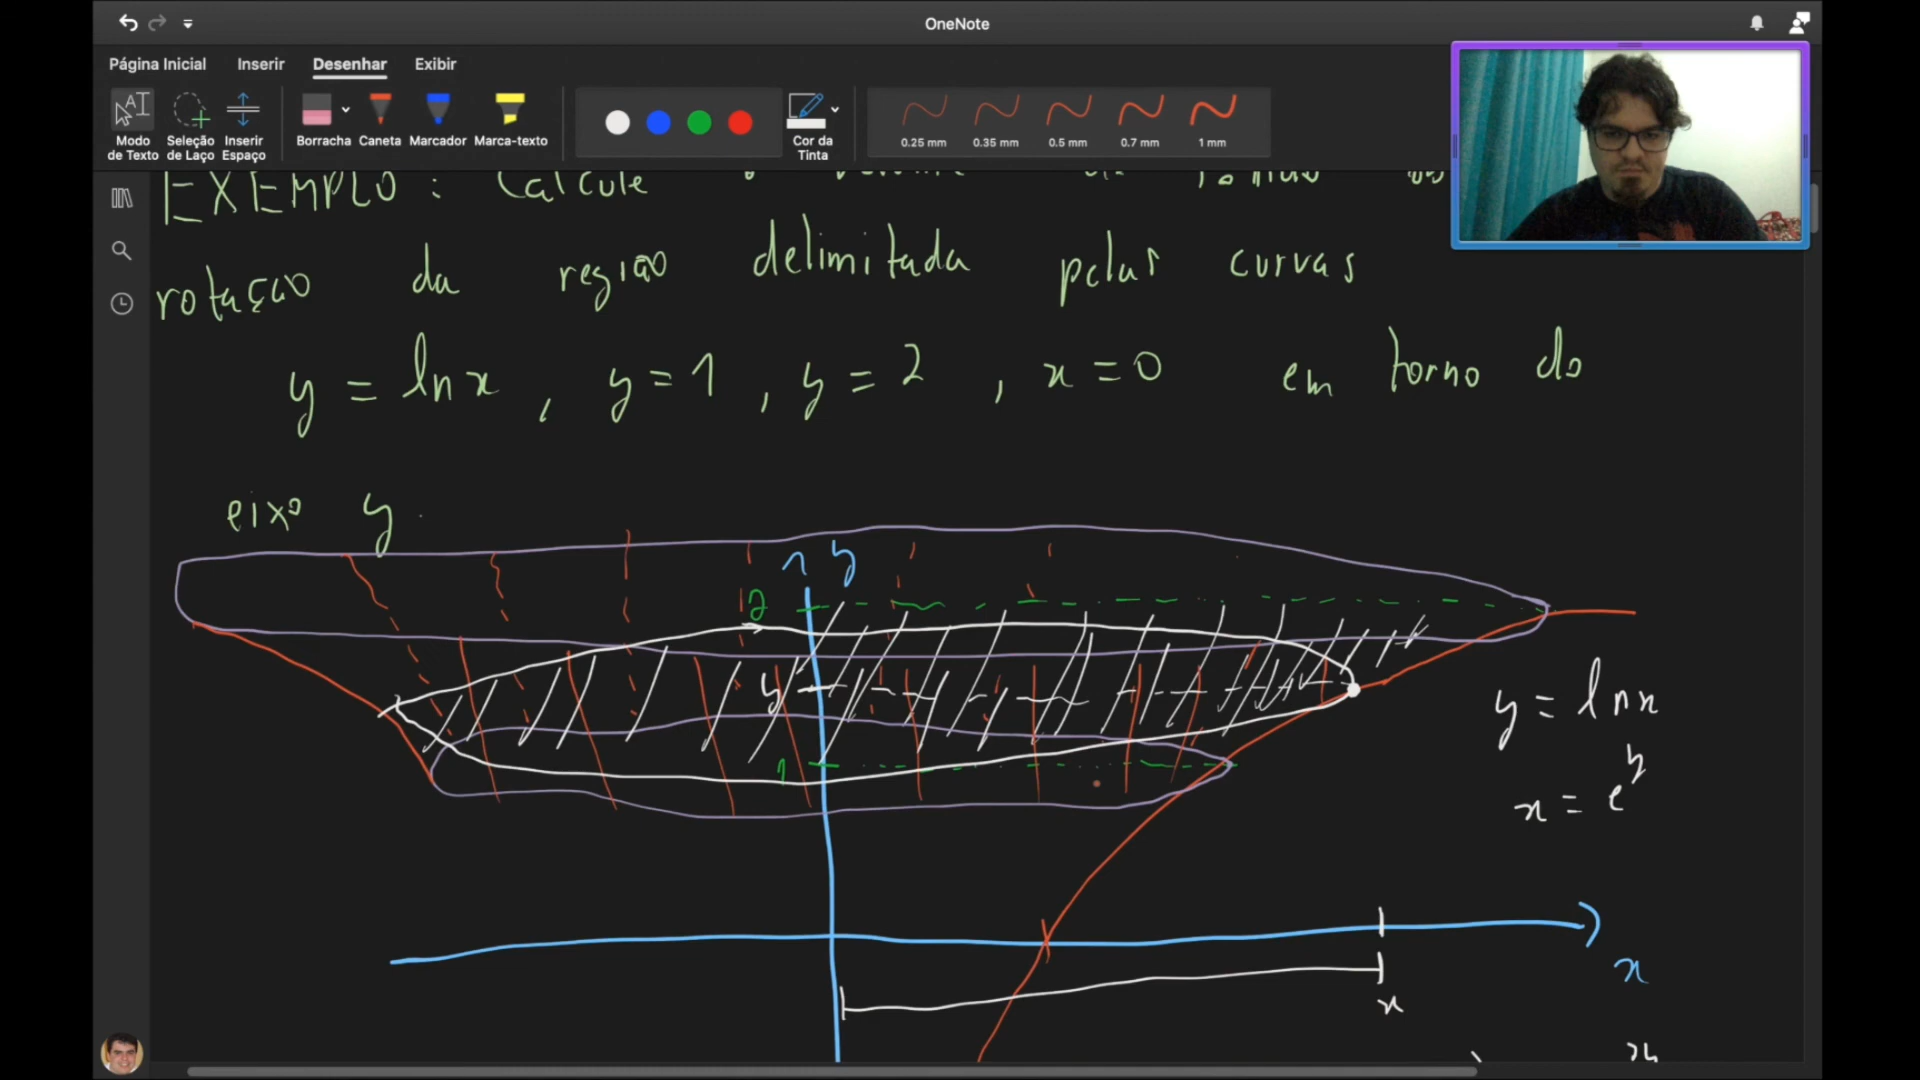 OneNote
Página Inicial Inserir Desenhar Exibir
Modo de Texto Seleção de Laço Inserir Espaço Borracha Caneta Marcador Marca-texto Cor da Tinta 0.25 mm 0.35 mm 0.5 mm 0.7 mm 1 mm
EXEMPLO: Calcule
rotação da região delimitada pelas curvas
y = ln x, y = 1, y = 2, x = 0 em torno do
eixo y.
y
2
y
1
y = ln x
x = e^y
x
x